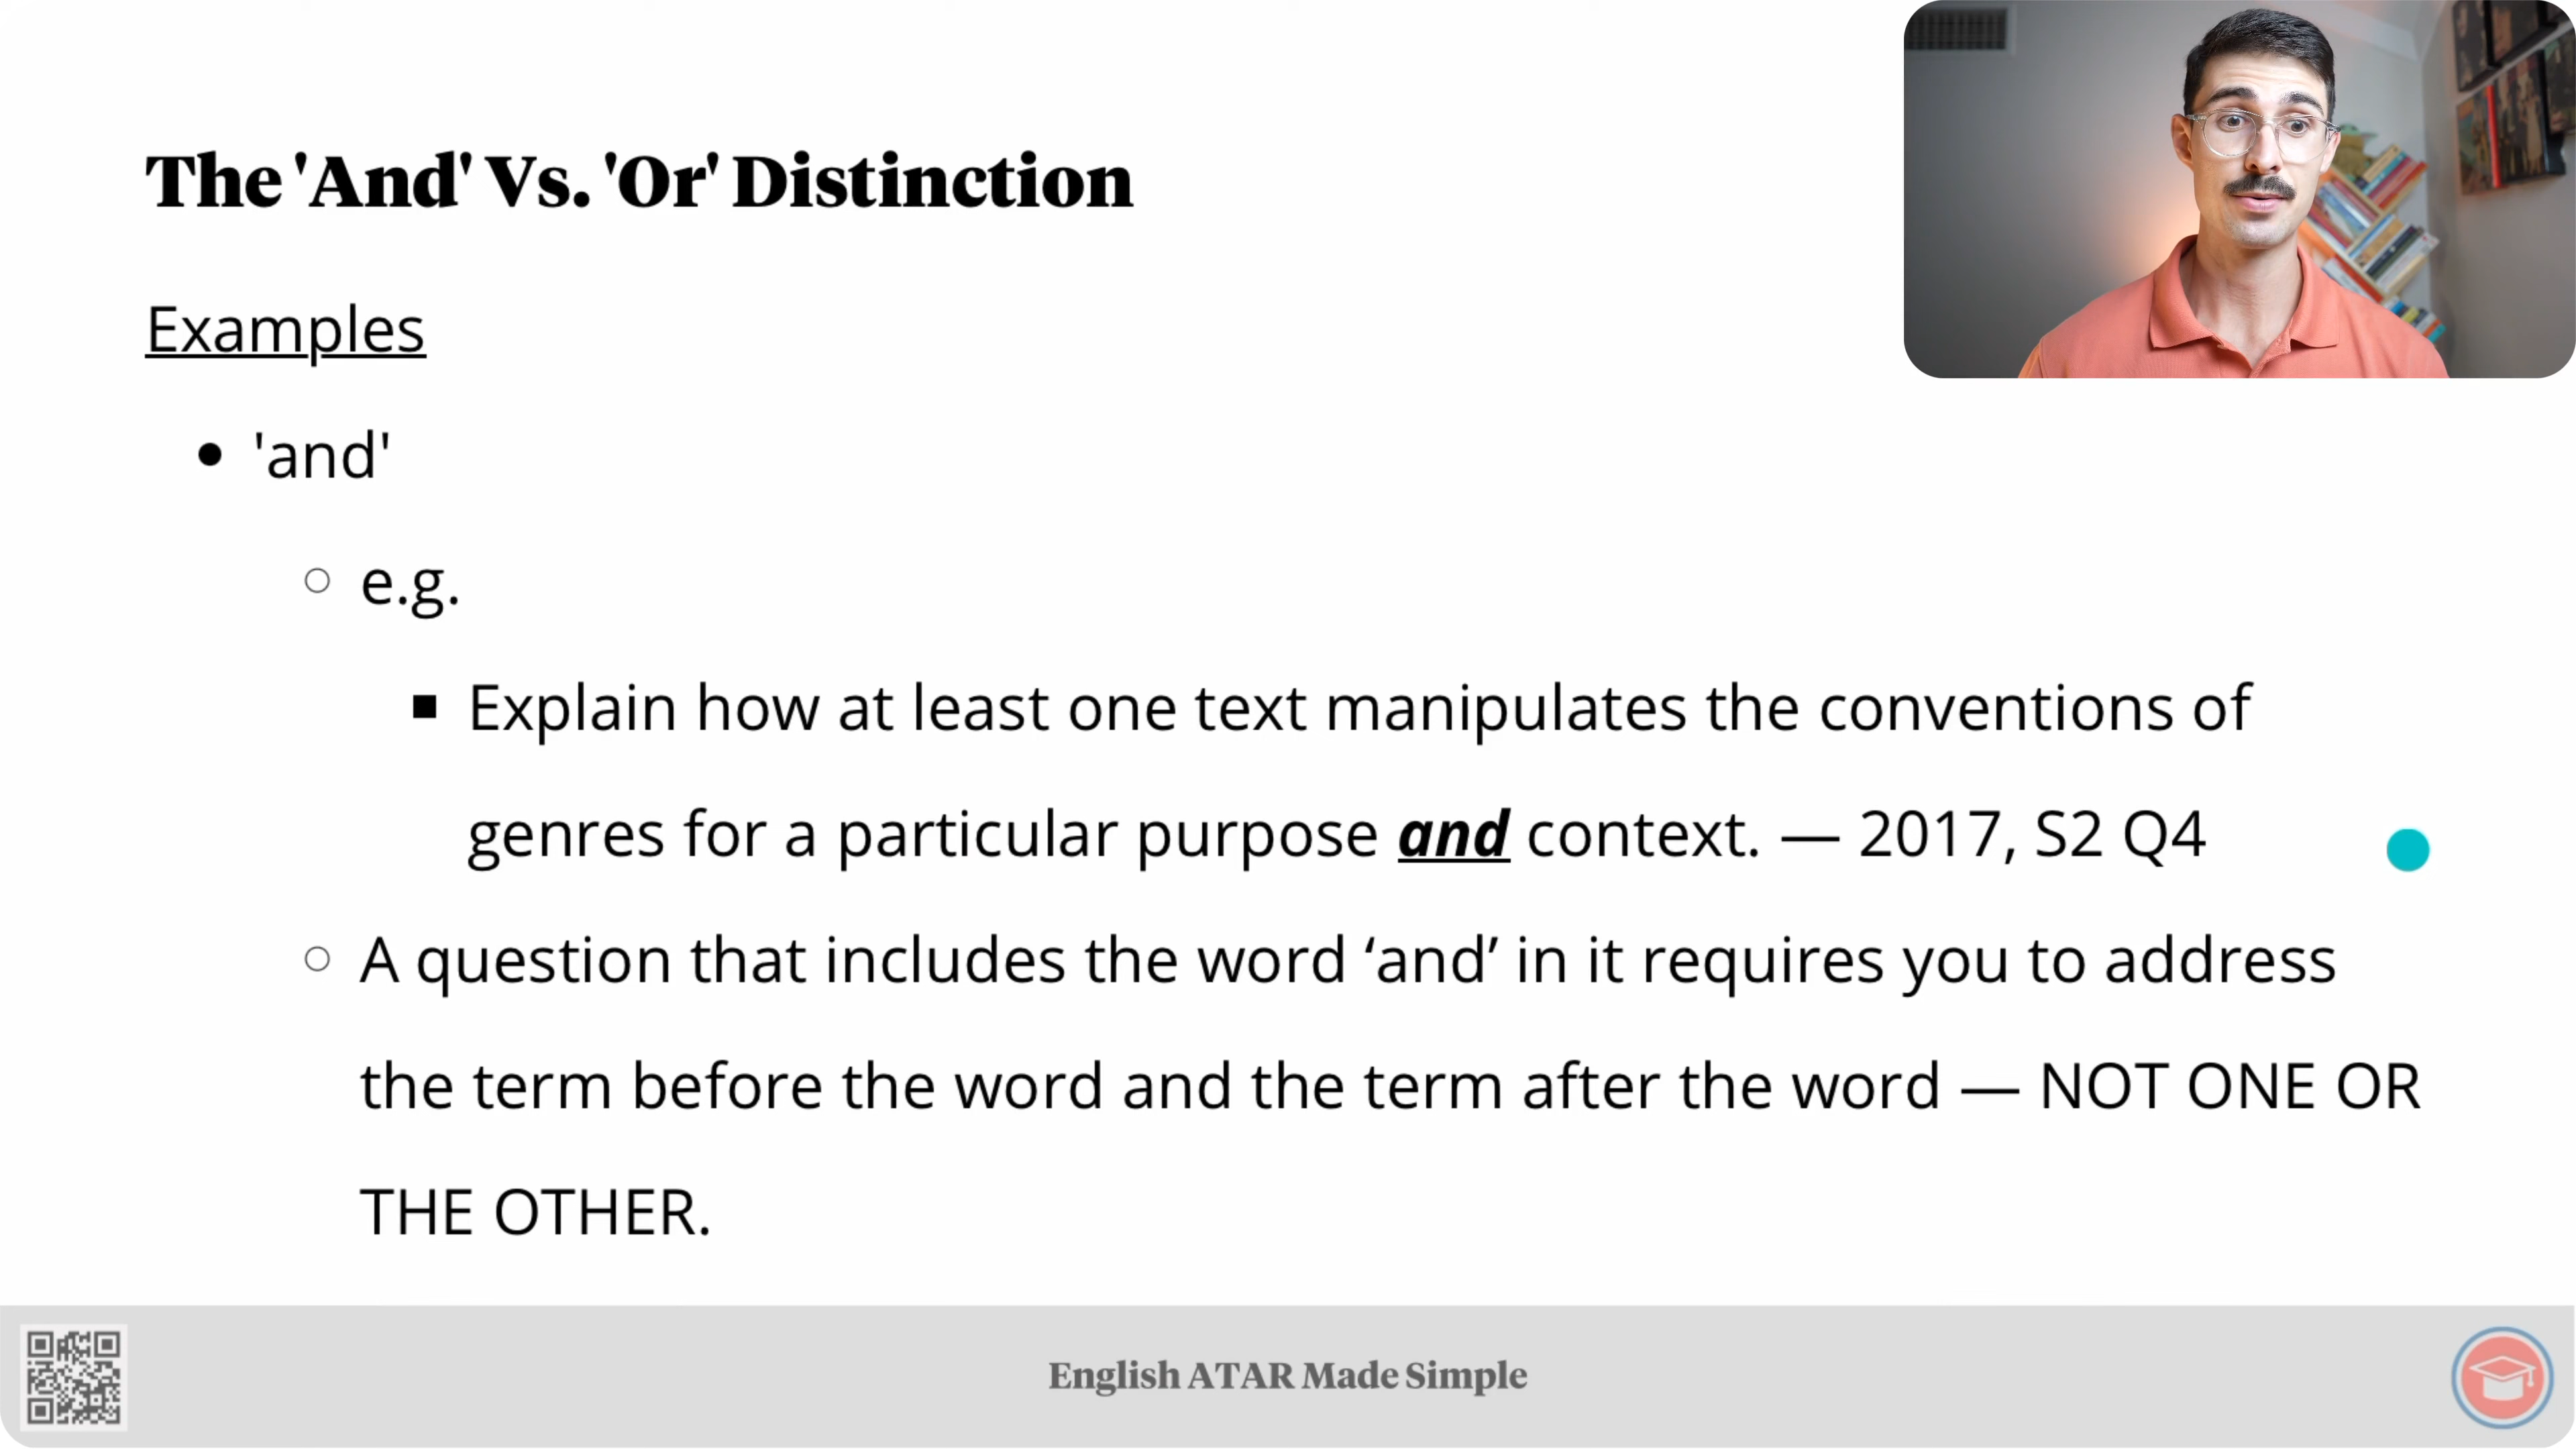 The 'And' Vs. 'Or' Distinction
Examples
'and'
e.g.
Explain how at least one text manipulates the conventions of
genres for a particular purpose and context. — 2017, S2 Q4
A question that includes the word ‘and’ in it requires you to address
the term before the word and the term after the word — NOT ONE OR
THE OTHER.
English ATAR Made Simple